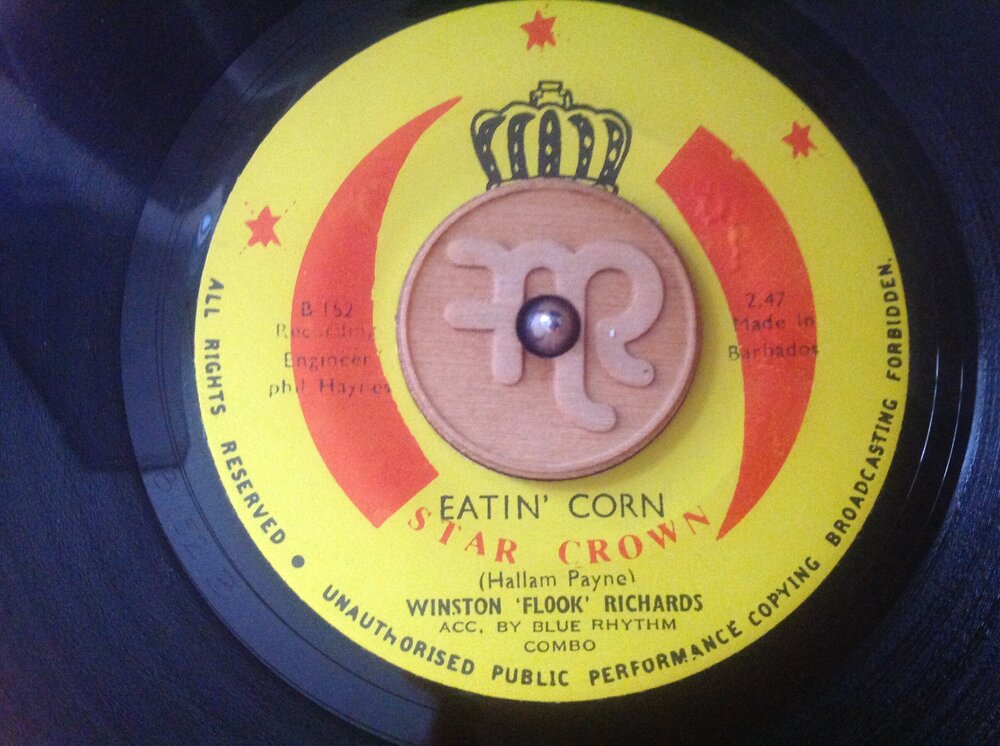 B 152
Recording
Engineer
phil Haynes
2.47
Made in
Barbados
EATIN' CORN
STAR CROWN
(Hallam Payne)
WINSTON 'FLOOK' RICHARDS
ACC. BY BLUE RHYTHM
COMBO
ALL RIGHTS RESERVED • UNAUThORISED PUBLIC PERFORMANCE COPYING BROADCASTING FORBIDDEN.